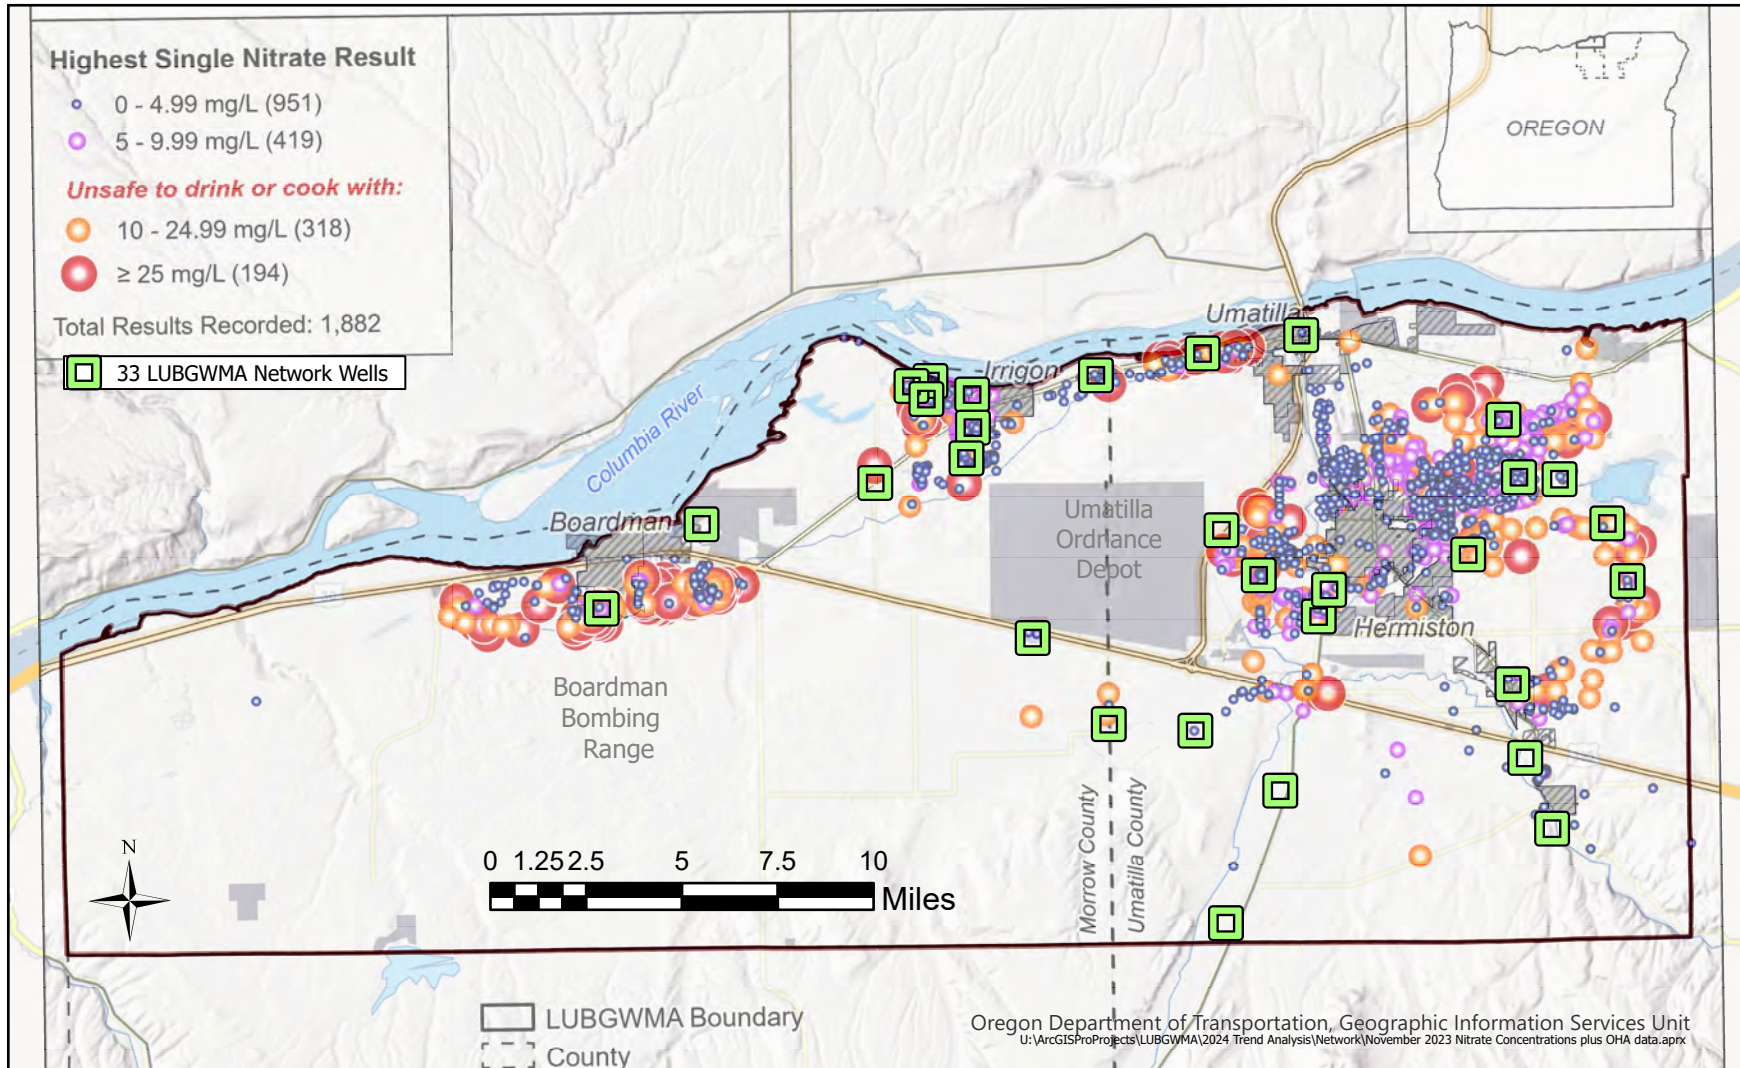 Highest Single Nitrate Result
0 - 4.99 mg/L (951)
5 - 9.99 mg/L (419)
Unsafe to drink or cook with:
10 - 24.99 mg/L (318)
≥ 25 mg/L (194)
Total Results Recorded: 1,882
33 LUBGWMA Network Wells
OREGON
Umatilla
Irrigon
Columbia River
Boardman
Umatilla
Ordnance
Depot
Hermiston
Boardman
Bombing
Range
Morrow County
Umatilla County
N
0 1.25 2.5 5 7.5 10
Miles
LUBGWMA Boundary
County
Oregon Department of Transportation, Geographic Information Services Unit
U:\ArcGISProProjects\LUBGWMA\2024 Trend Analysis\Network\November 2023 Nitrate Concentrations plus OHA data.aprx